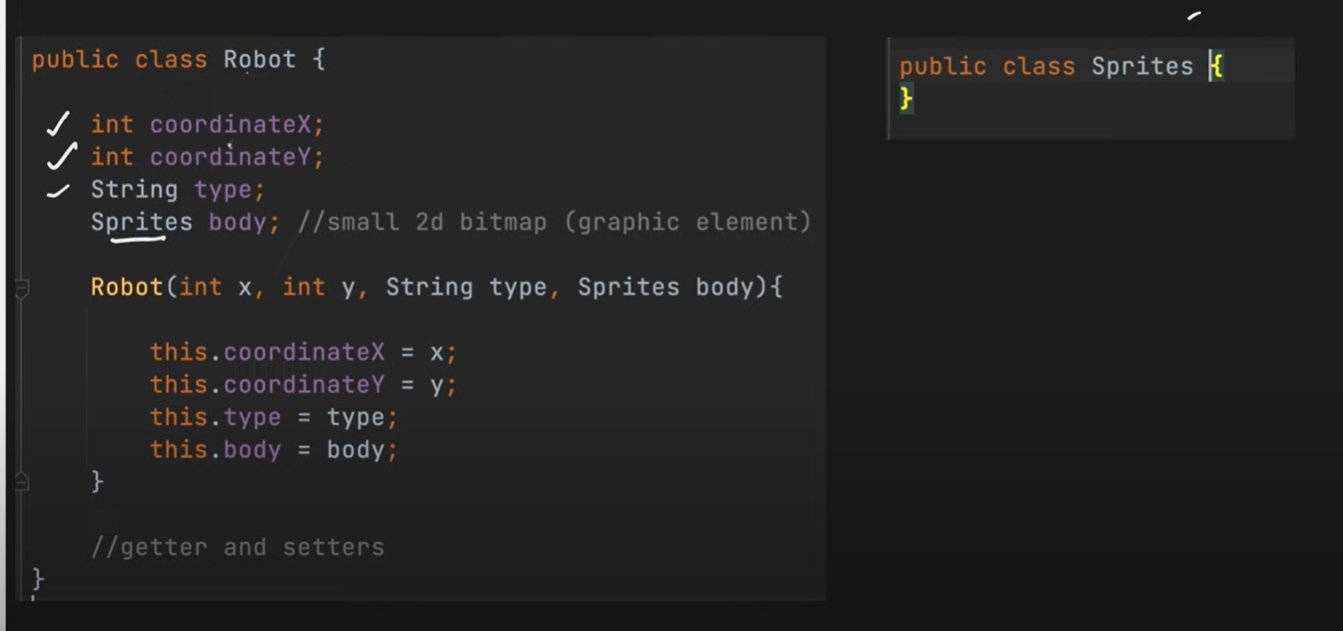 public class Robot {
int coordinateX;
int coordinateY;
String type;
Sprites body; //small 2d bitmap (graphic element)
Robot(int x, int y, String type, Sprites body){
this.coordinateX = x;
this.coordinateY = y;
this.type = type;
this.body = body;
}
//getter and setters
}
public class Sprites {
}